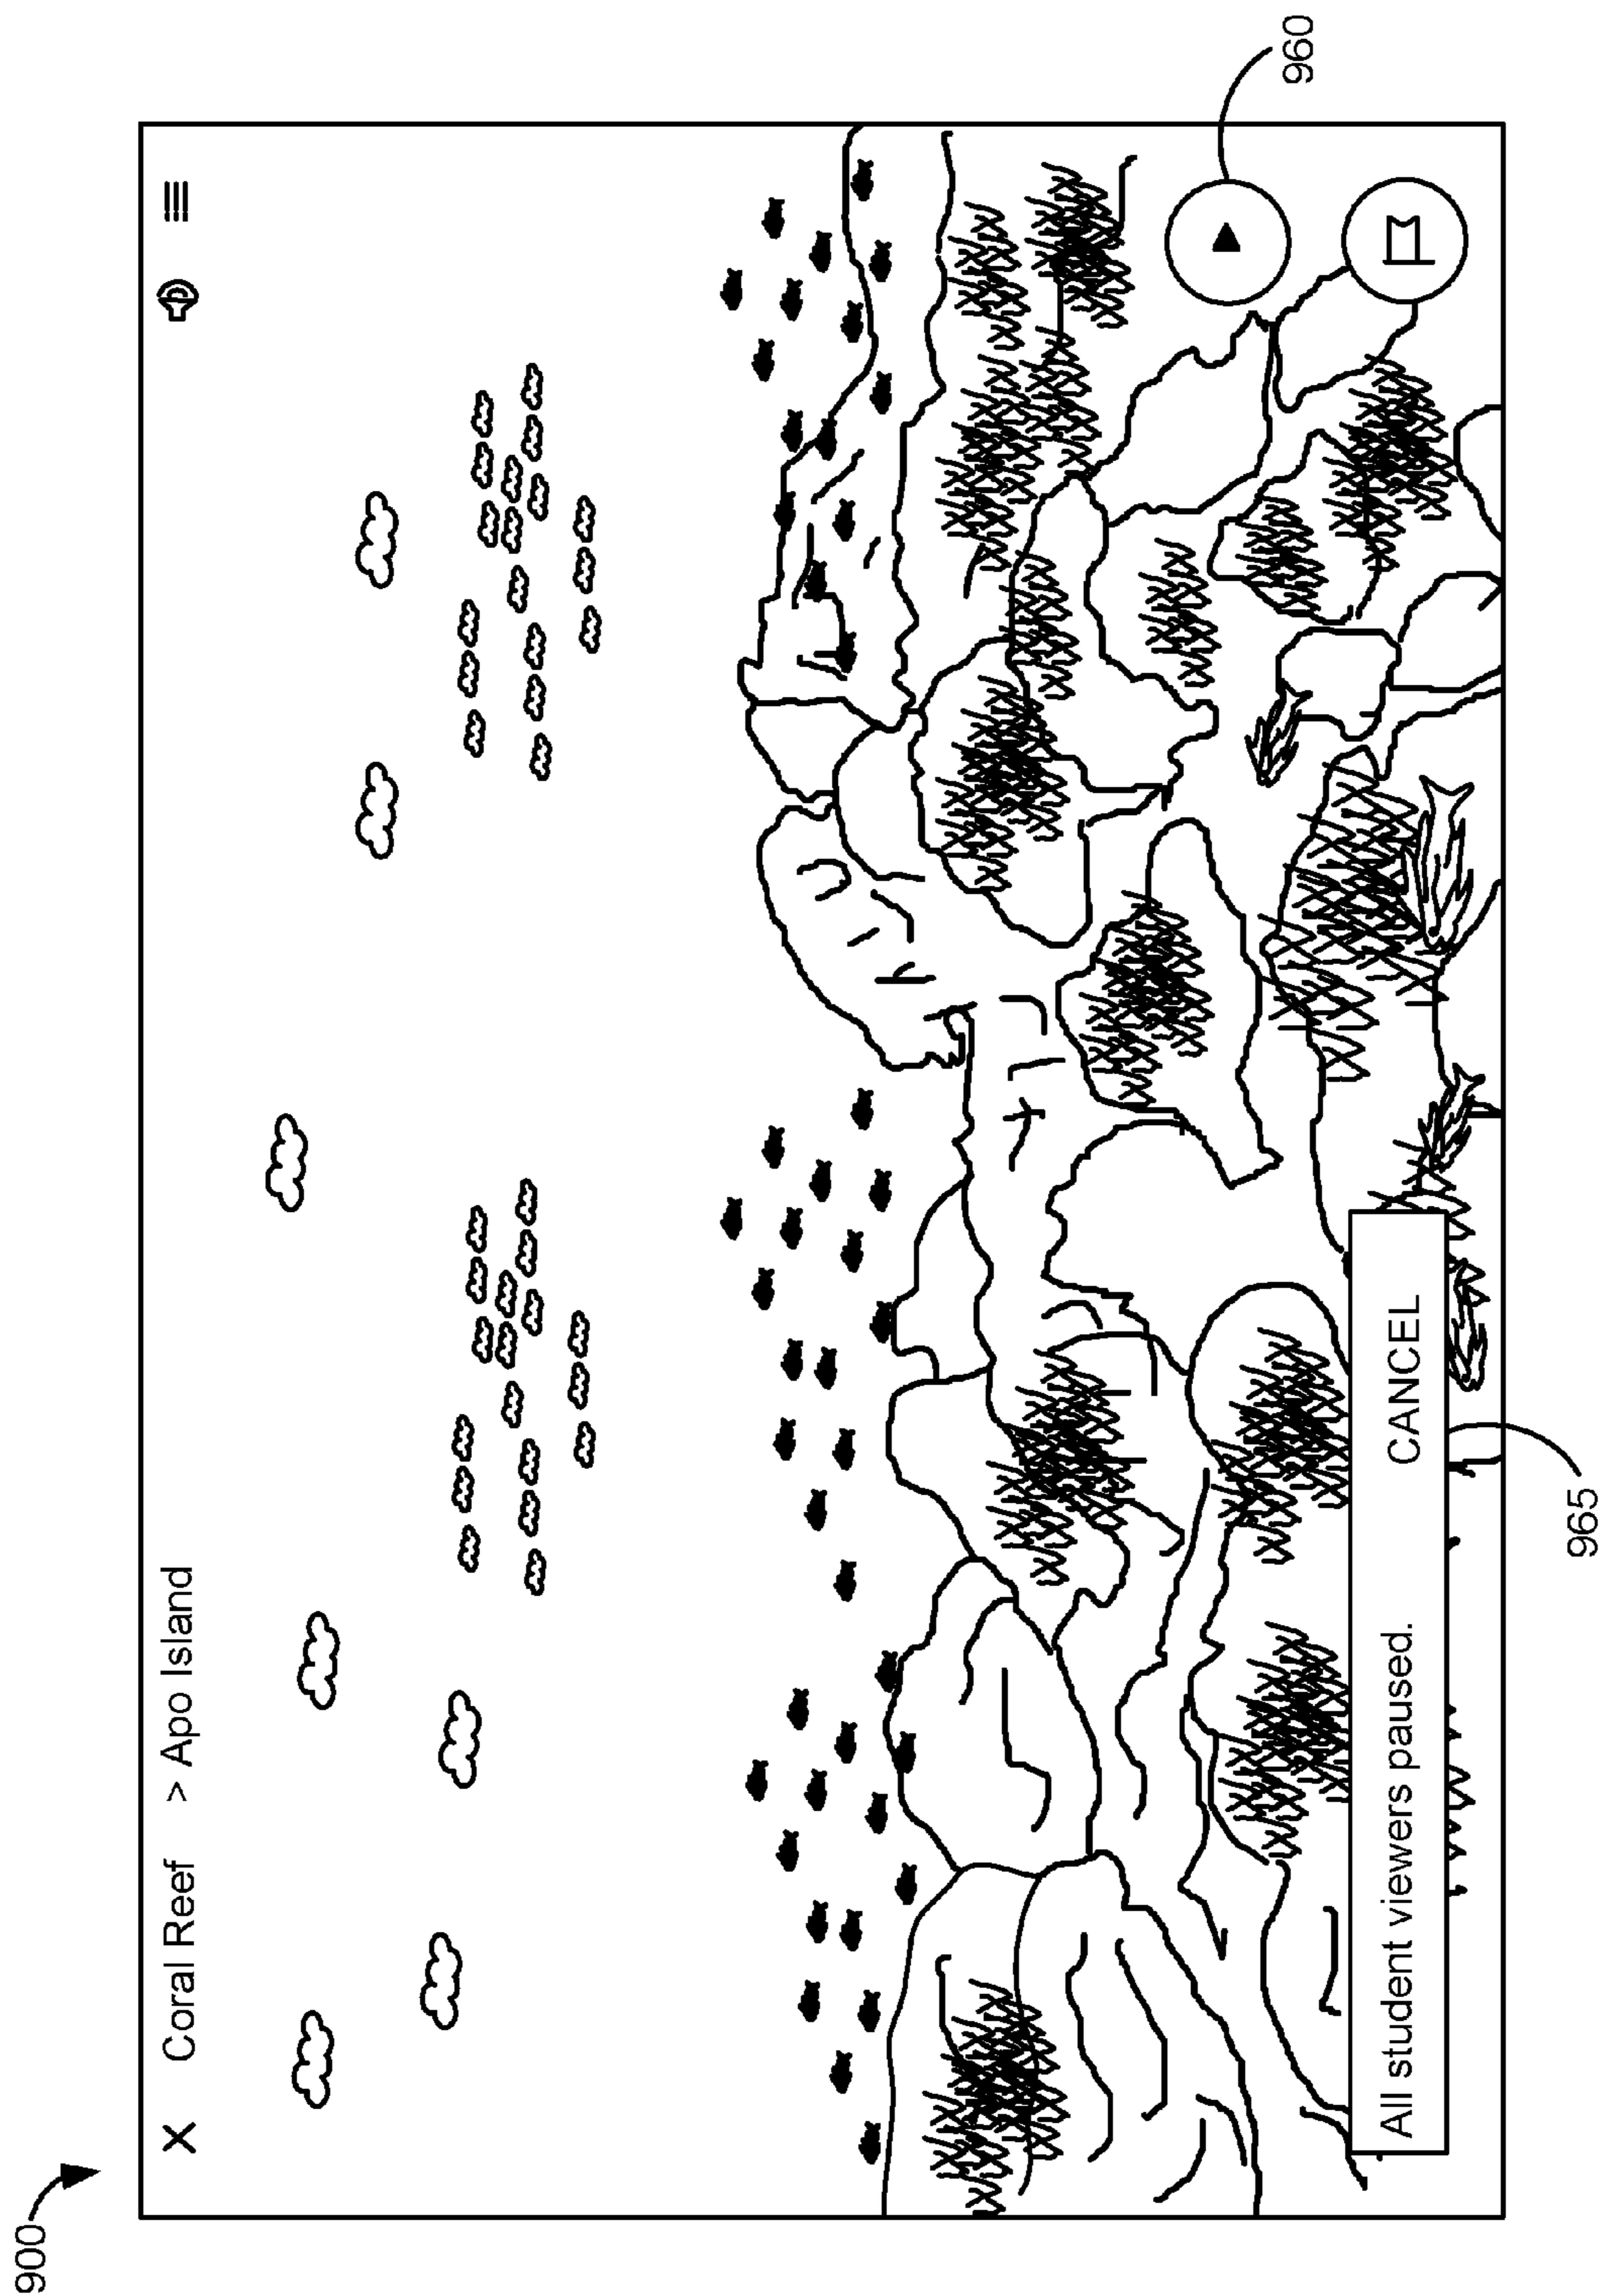 900
X Coral Reef > Apo Island
960
All student viewers paused. CANCEL
965